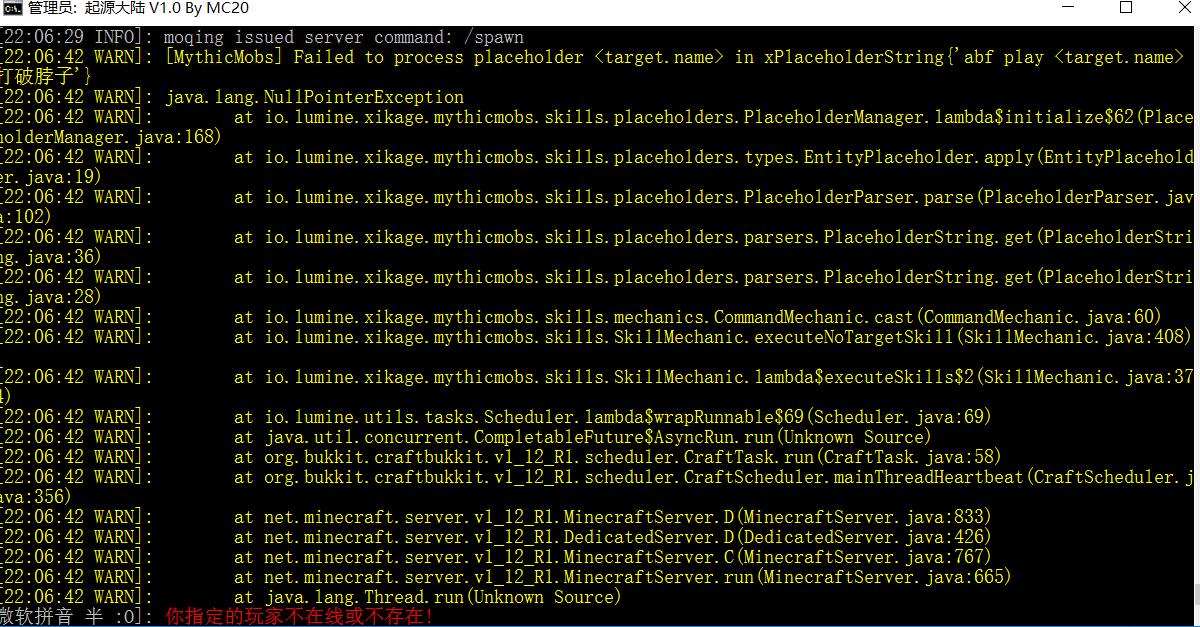 管理员: 起源大陆 V1.0 By MC20
[22:06:29 INFO]: moqing issued server command: /spawn
[22:06:42 WARN]: [MythicMobs] Failed to process placeholder <target.name> in xPlaceholderString{'abf play <target.name>
打破脖子'}
[22:06:42 WARN]: java.lang.NullPointerException
[22:06:42 WARN]: at io.lumine.xikage.mythicmobs.skills.placeholders.PlaceholderManager.lambda$initialize$62(Place
holderManager.java:168)
[22:06:42 WARN]: at io.lumine.xikage.mythicmobs.skills.placeholders.types.EntityPlaceholder.apply(EntityPlacehold
er.java:19)
[22:06:42 WARN]: at io.lumine.xikage.mythicmobs.skills.placeholders.PlaceholderParser.parse(PlaceholderParser.jav
a:102)
[22:06:42 WARN]: at io.lumine.xikage.mythicmobs.skills.placeholders.parsers.PlaceholderString.get(PlaceholderStri
ng.java:36)
[22:06:42 WARN]: at io.lumine.xikage.mythicmobs.skills.placeholders.parsers.PlaceholderString.get(PlaceholderStri
ng.java:28)
[22:06:42 WARN]: at io.lumine.xikage.mythicmobs.skills.mechanics.CommandMechanic.cast(CommandMechanic.java:60)
[22:06:42 WARN]: at io.lumine.xikage.mythicmobs.skills.SkillMechanic.executeNoTargetSkill(SkillMechanic.java:408)
[22:06:42 WARN]: at io.lumine.xikage.mythicmobs.skills.SkillMechanic.lambda$executeSkills$2(SkillMechanic.java:37
4)
[22:06:42 WARN]: at io.lumine.utils.tasks.Scheduler.lambda$wrapRunnable$69(Scheduler.java:69)
[22:06:42 WARN]: at java.util.concurrent.CompletableFuture$AsyncRun.run(Unknown Source)
[22:06:42 WARN]: at org.bukkit.craftbukkit.v1_12_R1.scheduler.CraftTask.run(CraftTask.java:58)
[22:06:42 WARN]: at org.bukkit.craftbukkit.v1_12_R1.scheduler.CraftScheduler.mainThreadHeartbeat(CraftScheduler.j
ava:356)
[22:06:42 WARN]: at net.minecraft.server.v1_12_R1.MinecraftServer.D(MinecraftServer.java:833)
[22:06:42 WARN]: at net.minecraft.server.v1_12_R1.DedicatedServer.D(DedicatedServer.java:426)
[22:06:42 WARN]: at net.minecraft.server.v1_12_R1.MinecraftServer.C(MinecraftServer.java:767)
[22:06:42 WARN]: at net.minecraft.server.v1_12_R1.MinecraftServer.run(MinecraftServer.java:665)
[22:06:42 WARN]: at java.lang.Thread.run(Unknown Source)
微软拼音 半 :O]: 你指定的玩家不在线或不存在!